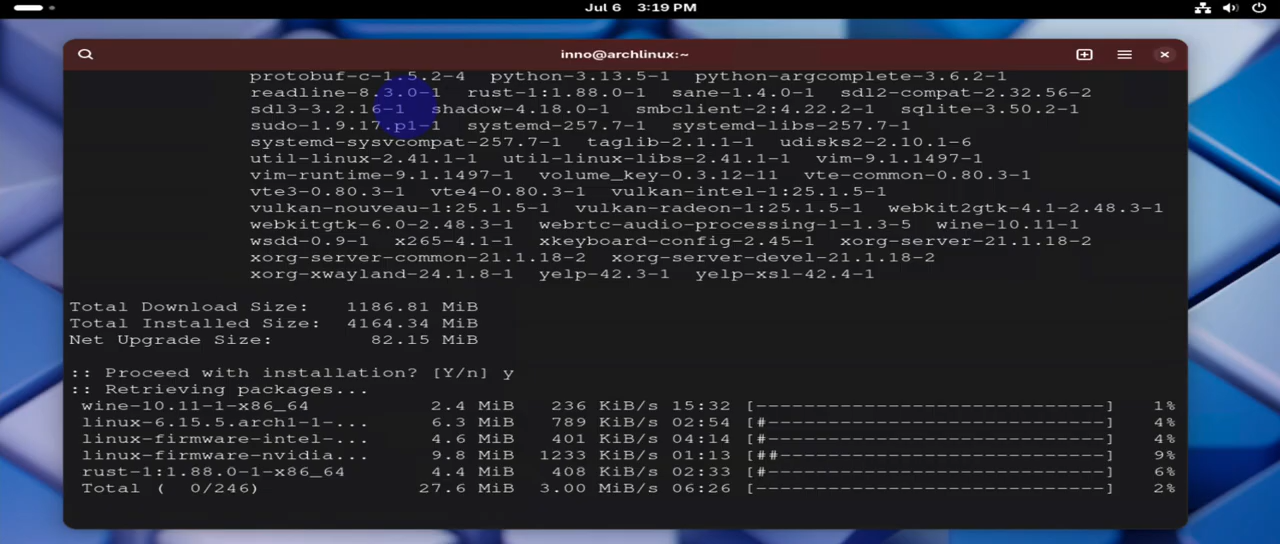 Jul 6 3:19 PM
inno@archlinux:~
protobuf-c-1.5.2-4 python-3.13.5-1 python-argcomplete-3.6.2-1
readline-8.3.0-1 rust-1:1.88.0-1 sane-1.4.0-1 sdl2-compat-2.32.56-2
sdl3-3.2.16-1 shadow-4.18.0-1 smbclient-2:4.22.2-1 sqlite-3.50.2-1
sudo-1.9.17.p1-1 systemd-257.7-1 systemd-libs-257.7-1
systemd-sysvcompat-257.7-1 taglib-2.1.1-1 udisks2-2.10.1-6
util-linux-2.41.1-1 util-linux-libs-2.41.1-1 vim-9.1.1497-1
vim-runtime-9.1.1497-1 volume_key-0.3.12-11 vte-common-0.80.3-1
vte3-0.80.3-1 vte4-0.80.3-1 vulkan-intel-1:25.1.5-1
vulkan-nouveau-1:25.1.5-1 vulkan-radeon-1:25.1.5-1 webkit2gtk-4.1-2.48.3-1
webkitgtk-6.0-2.48.3-1 webrtc-audio-processing-1-1.3-5 wine-10.11-1
wsdd-0.9-1 x265-4.1-1 xkeyboard-config-2.45-1 xorg-server-21.1.18-2
xorg-server-common-21.1.18-2 xorg-server-devel-21.1.18-2
xorg-xwayland-24.1.8-1 yelp-42.3-1 yelp-xsl-42.4-1
Total Download Size: 1186.81 MiB
Total Installed Size: 4164.34 MiB
Net Upgrade Size: 82.15 MiB
:: Proceed with installation? [Y/n] y
:: Retrieving packages...
wine-10.11-1-x86_64 2.4 MiB 236 KiB/s 15:32 [------------------------------] 1%
linux-6.15.5.arch1-1-... 6.3 MiB 789 KiB/s 02:54 [#-----------------------------] 4%
linux-firmware-intel-... 4.6 MiB 401 KiB/s 04:14 [#-----------------------------] 4%
linux-firmware-nvidia... 9.8 MiB 1233 KiB/s 01:13 [##----------------------------] 9%
rust-1:1.88.0-1-x86_64 4.4 MiB 408 KiB/s 02:33 [#-----------------------------] 6%
Total ( 0/246) 27.6 MiB 3.00 MiB/s 06:26 [------------------------------] 2%